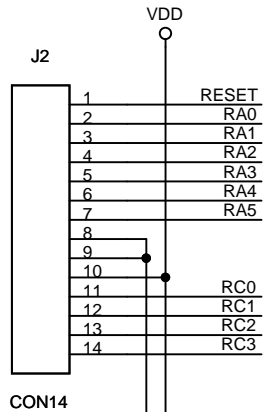 VDD
J2
1 RESET
2 RA0
3 RA1
4 RA2
5 RA3
6 RA4
7 RA5
8
9
10
11 RC0
12 RC1
13 RC2
14 RC3
CON14